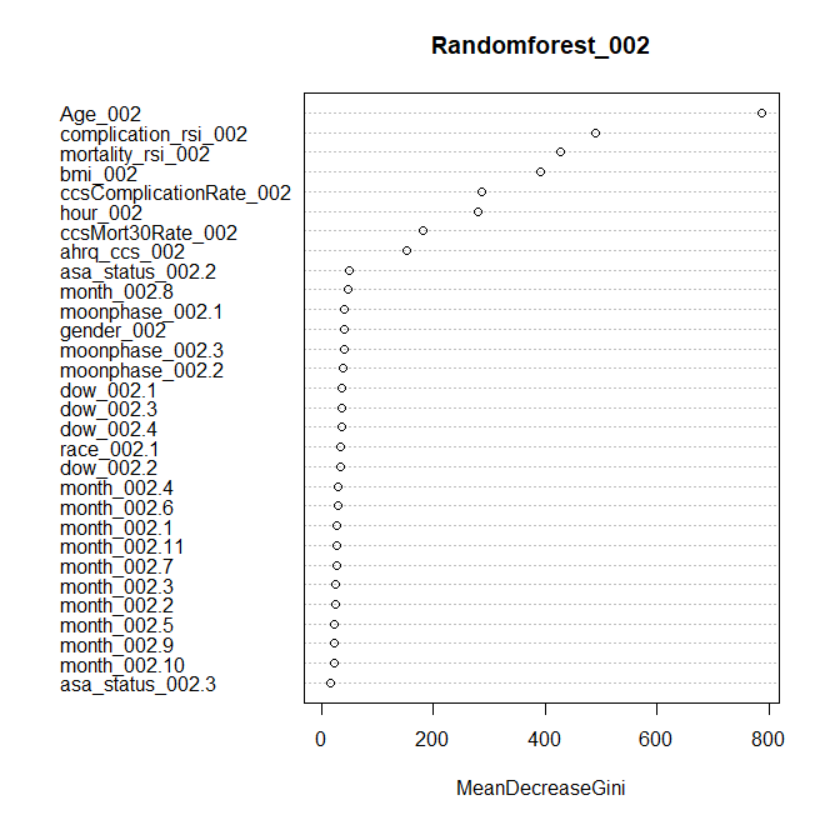 Randomforest_002
Age_002
complication_rsi_002
mortality_rsi_002
bmi_002
ccsComplicationRate_002
hour_002
ccsMort30Rate_002
ahrq_ccs_002
asa_status_002.2
month_002.8
moonphase_002.1
gender_002
moonphase_002.3
moonphase_002.2
dow_002.1
dow_002.3
dow_002.4
race_002.1
dow_002.2
month_002.4
month_002.6
month_002.1
month_002.11
month_002.7
month_002.3
month_002.2
month_002.5
month_002.9
month_002.10
asa_status_002.3
0 200 400 600 800
MeanDecreaseGini